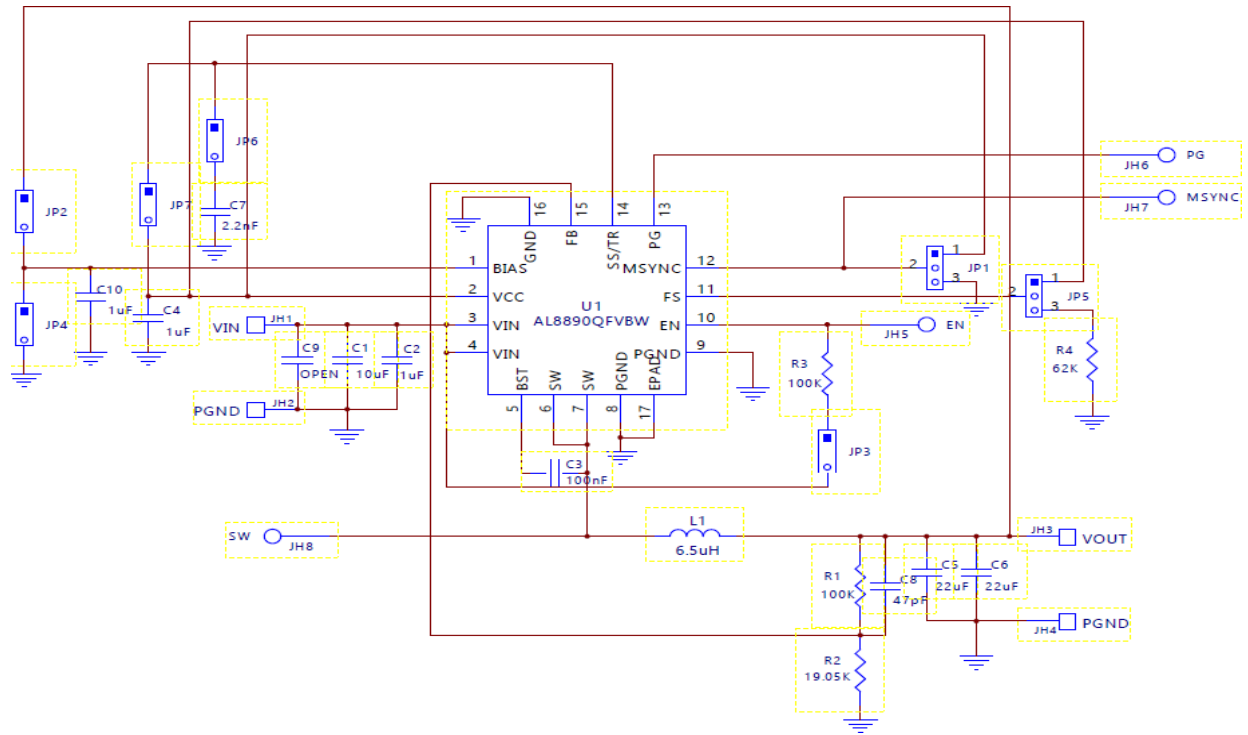 JP6
JP2
JP7
C7
2.2nF
16
15
14
13
GND
FB
SS/TR
PG
JH6
PG
JH7
MSYNC
1
BIAS
MSYNC
12
2
1
3
JP1
C10
1uF
2
VCC
FS
11
2
1
3
JP5
JP4
C4
1uF
U1
AL8890QFVBW
VIN
JH1
3
VIN
EN
10
JH5
EN
C9
OPEN
C1
10uF
C2
1uF
4
VIN
PGND
9
R3
100K
R4
62K
PGND
JH2
BST
SW
SW
PGND
EPAD
5
6
7
8
17
JP3
C3
100nF
SW
JH8
L1
6.5uH
JH3
VOUT
R1
100K
C8
47pF
C5
22uF
C6
22uF
JH4
PGND
R2
19.05K